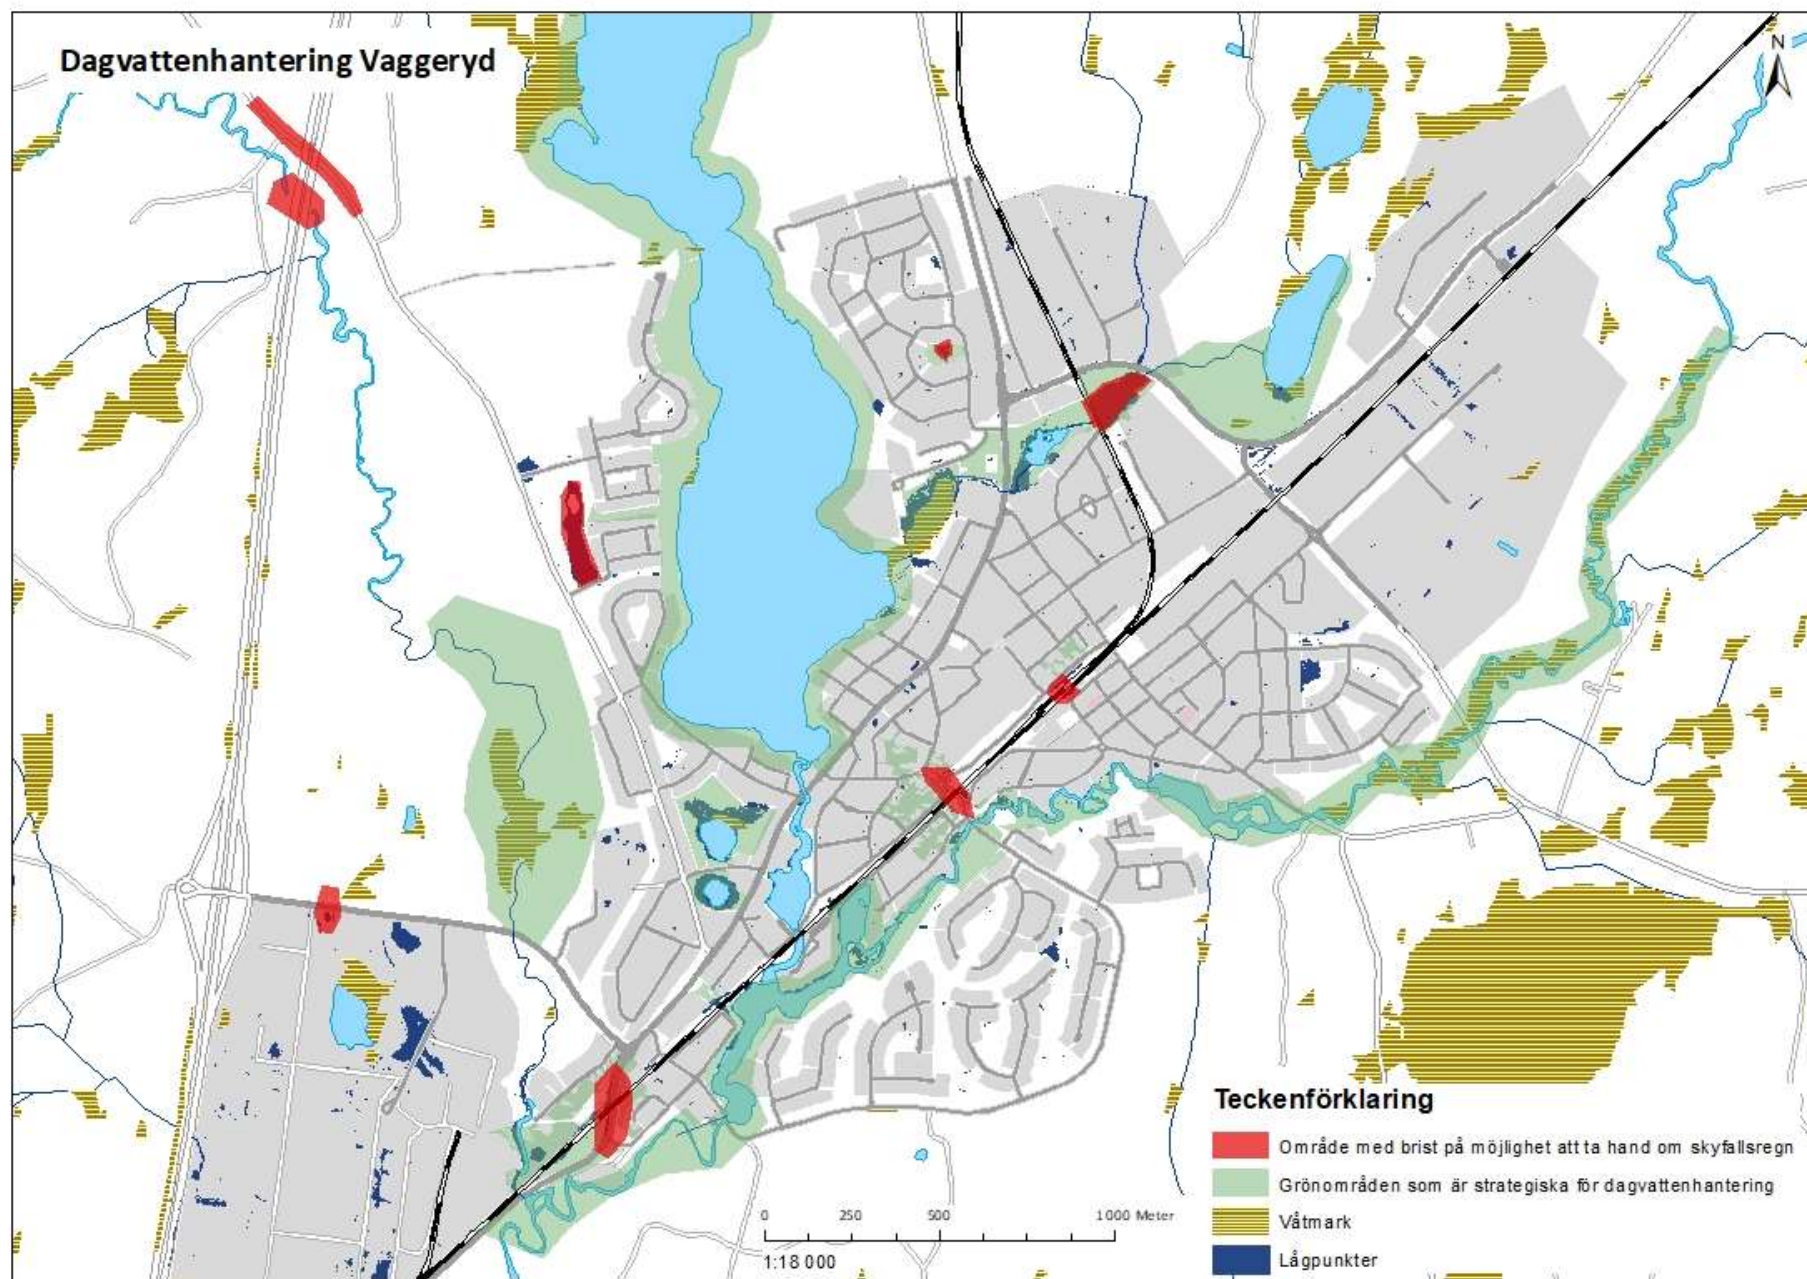 Dagvattenhantering Vaggeryd
N
Teckenförklaring
Område med brist på möjlighet att ta hand om skyfallsregn
Grönområden som är strategiska för dagvattenhantering
Våtmark
Lågpunkter
0 250 500 1 000 Meter
1:18 000